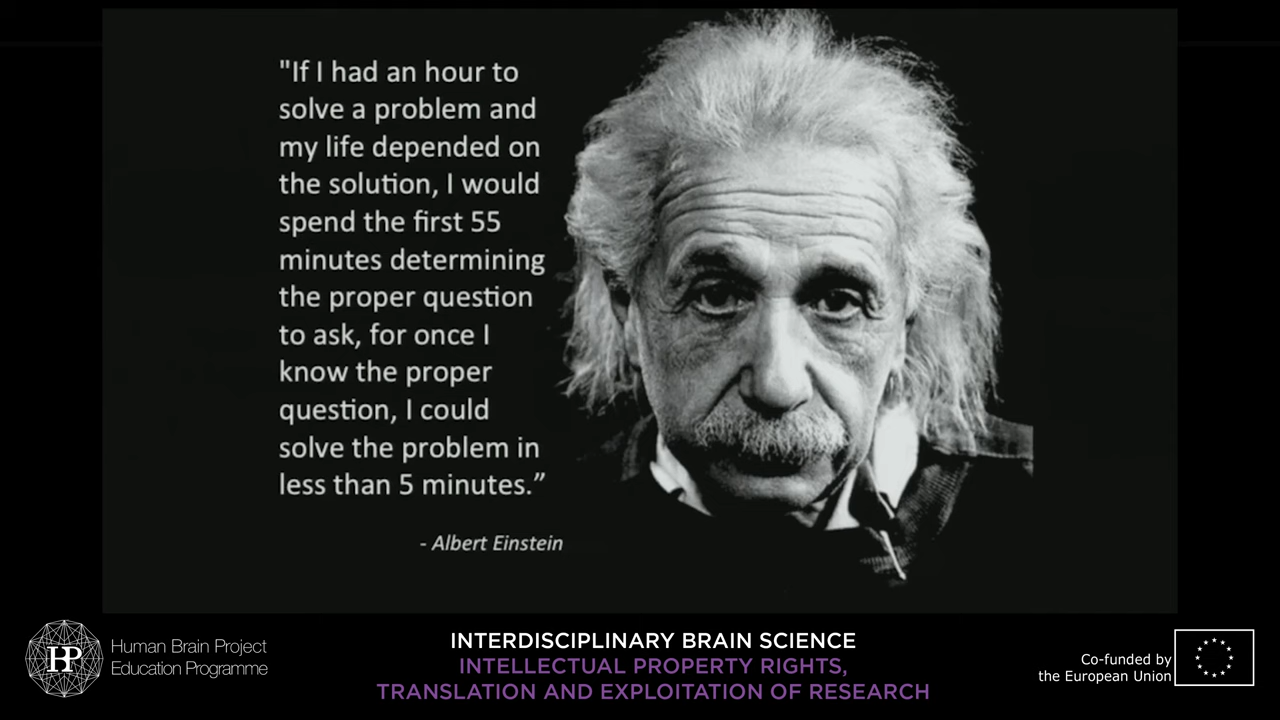 "If I had an hour to
solve a problem and
my life depended on
the solution, I would
spend the first 55
minutes determining
the proper question
to ask, for once I
know the proper
question, I could
solve the problem in
less than 5 minutes.”
- Albert Einstein
HBP
Human Brain Project
Education Programme
INTERDISCIPLINARY BRAIN SCIENCE
INTELLECTUAL PROPERTY RIGHTS,
TRANSLATION AND EXPLOITATION OF RESEARCH
Co-funded by
the European Union